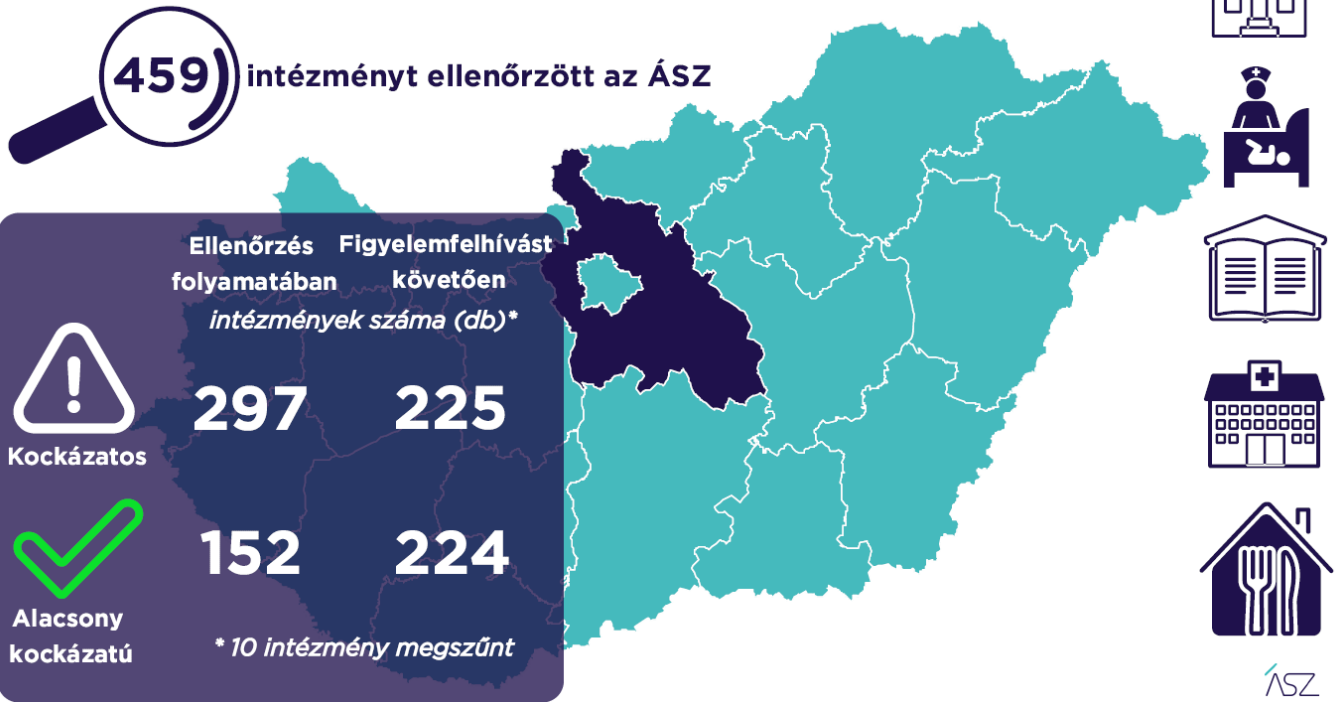 459 intézményt ellenőrzött az ÁSZ
Ellenőrzés folyamatában
Figyelemfelhívást követően
intézmények száma (db)*
297 225
Kockázatos
152 224
Alacsony
kockázatú
* 10 intézmény megszűnt
ÁSZ